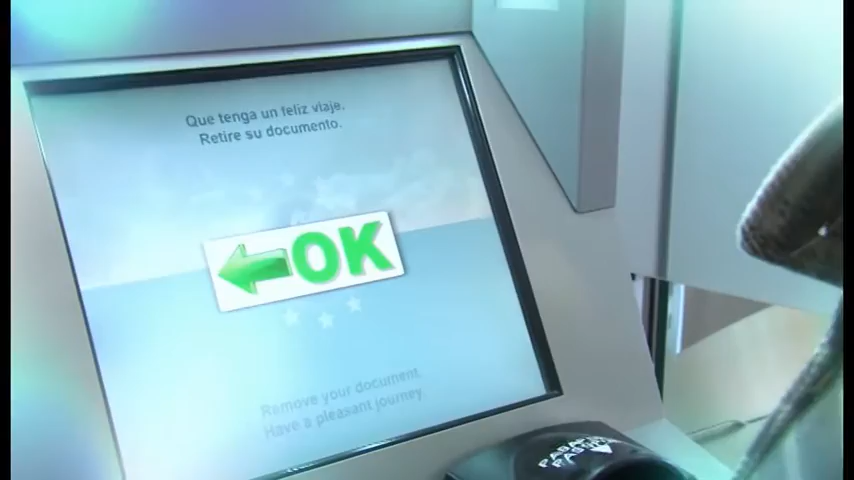 Que tenga un feliz viaje.
Retire su documento.
OK
Remove your document.
Have a pleasant journey.